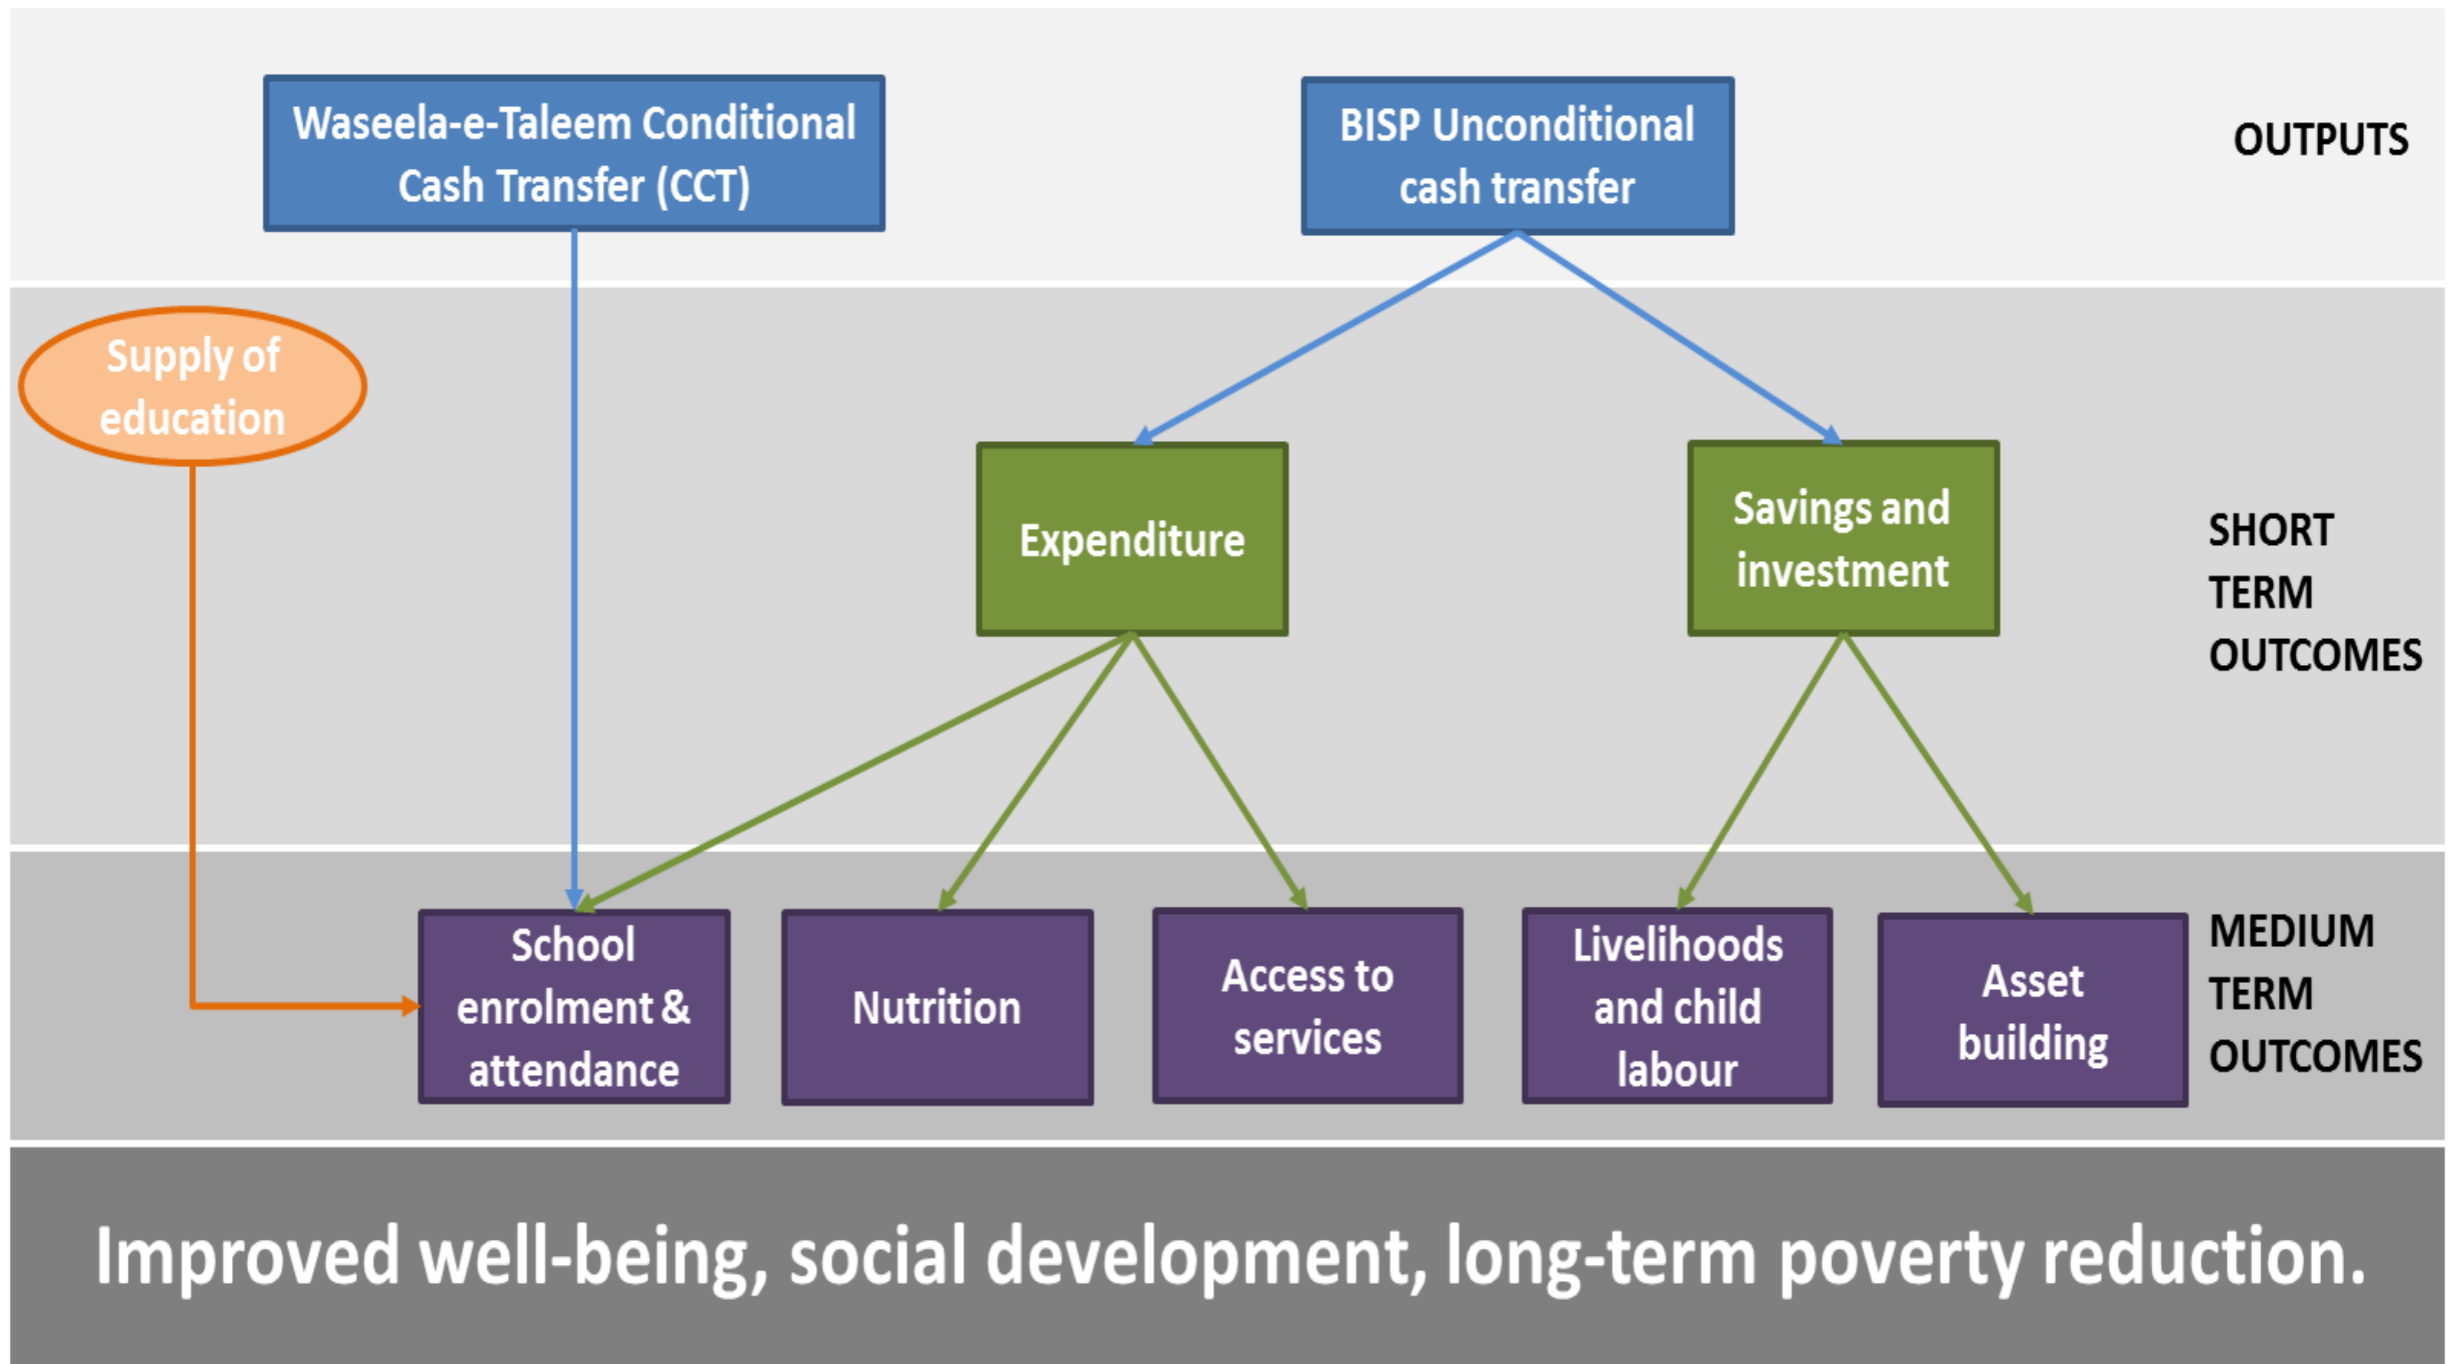 Waseela-e-Taleem Conditional
Cash Transfer (CCT)
BISP Unconditional
cash transfer
OUTPUTS
Supply of
education
Expenditure
Savings and
investment
SHORT
TERM
OUTCOMES
School
enrolment &
attendance
Nutrition
Access to
services
Livelihoods
and child
labour
Asset
building
MEDIUM
TERM
OUTCOMES
Improved well-being, social development, long-term poverty reduction.